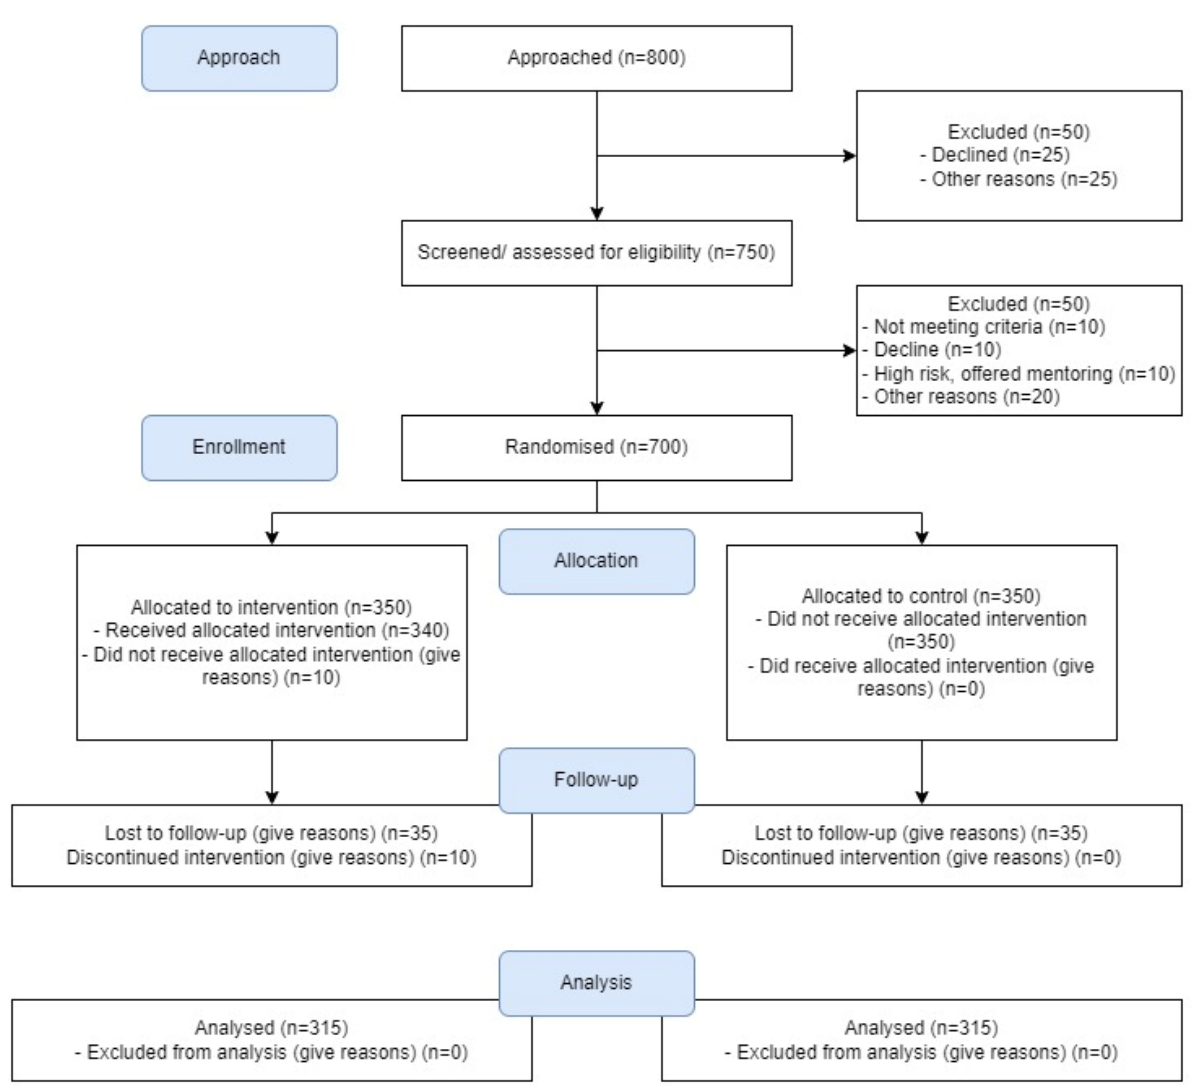 Approach
Approached (n=800)
Excluded (n=50)
- Declined (n=25)
- Other reasons (n=25)
Screened/ assessed for eligibility (n=750)
Excluded (n=50)
- Not meeting criteria (n=10)
- Decline (n=10)
- High risk, offered mentoring (n=10)
- Other reasons (n=20)
Enrollment
Randomised (n=700)
Allocation
Allocated to intervention (n=350)
- Received allocated intervention (n=340)
- Did not receive allocated intervention (give
reasons) (n=10)
Allocated to control (n=350)
- Did not receive allocated intervention
(n=350)
- Did receive allocated intervention (give
reasons) (n=0)
Follow-up
Lost to follow-up (give reasons) (n=35)
Discontinued intervention (give reasons) (n=10)
Lost to follow-up (give reasons) (n=35)
Discontinued intervention (give reasons) (n=0)
Analysis
Analysed (n=315)
- Excluded from analysis (give reasons) (n=0)
Analysed (n=315)
- Excluded from analysis (give reasons) (n=0)